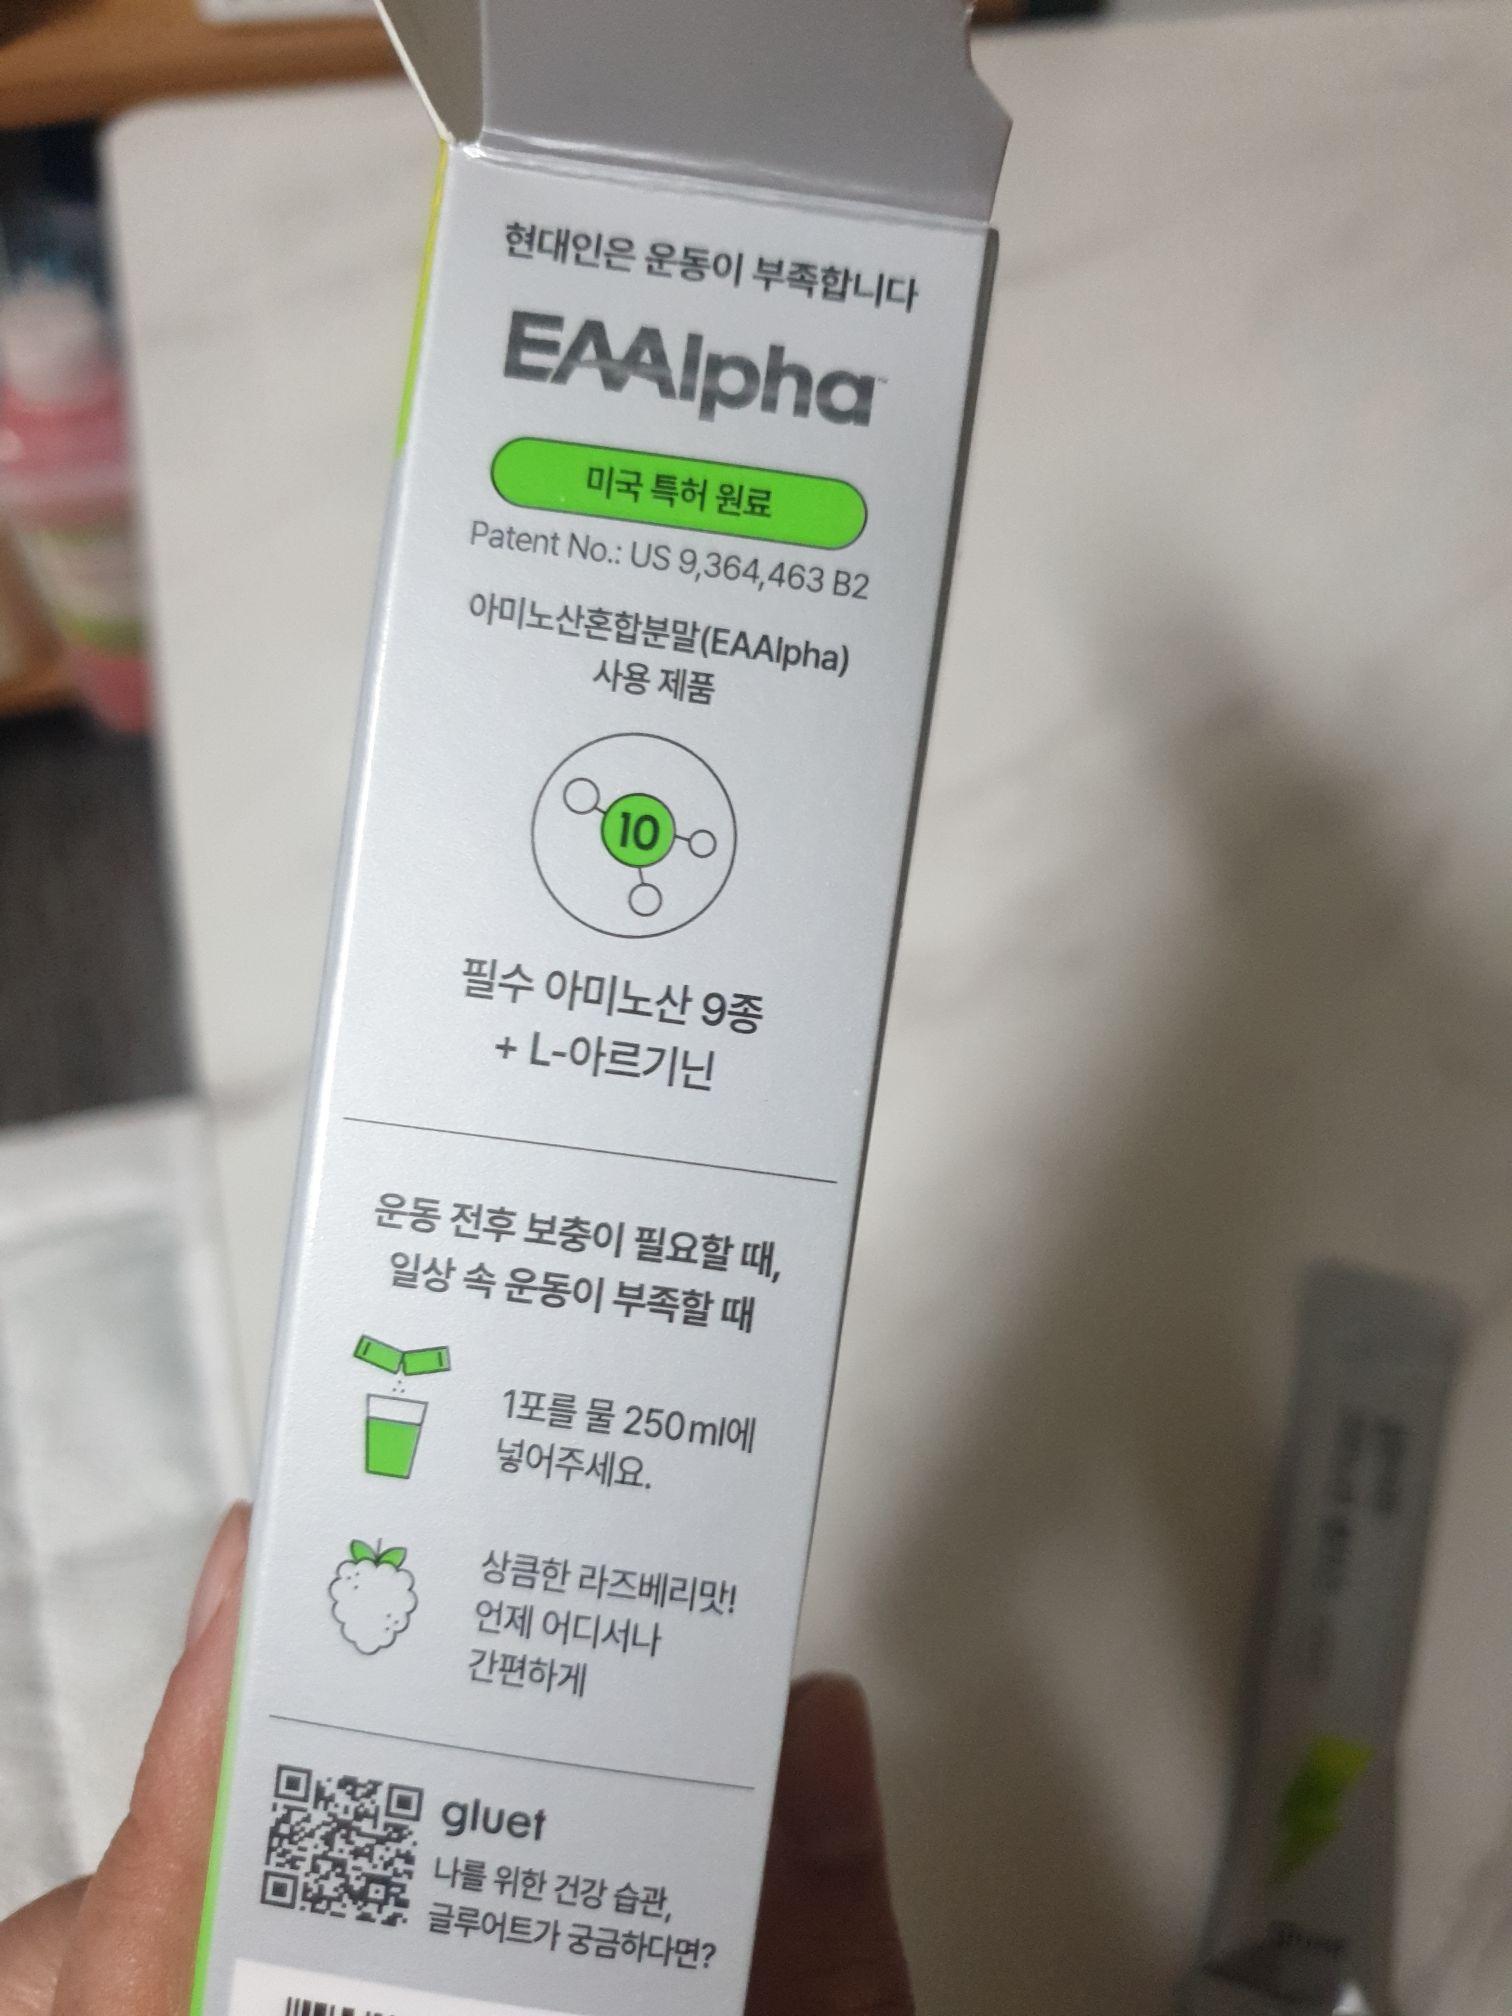 현대인은 운동이 부족합니다
EAAlpha™
미국 특허 원료
Patent No.: US 9,364,463 B2
아미노산혼합분말(EAAlpha)
사용 제품
10
필수 아미노산 9종
+ L-아르기닌
운동 전후 보충이 필요할 때,
일상 속 운동이 부족할 때
1포를 물 250ml에
넣어주세요.
상큼한 라즈베리맛!
언제 어디서나
간편하게
gluet
나를 위한 건강 습관,
글루어트가 궁금하다면?